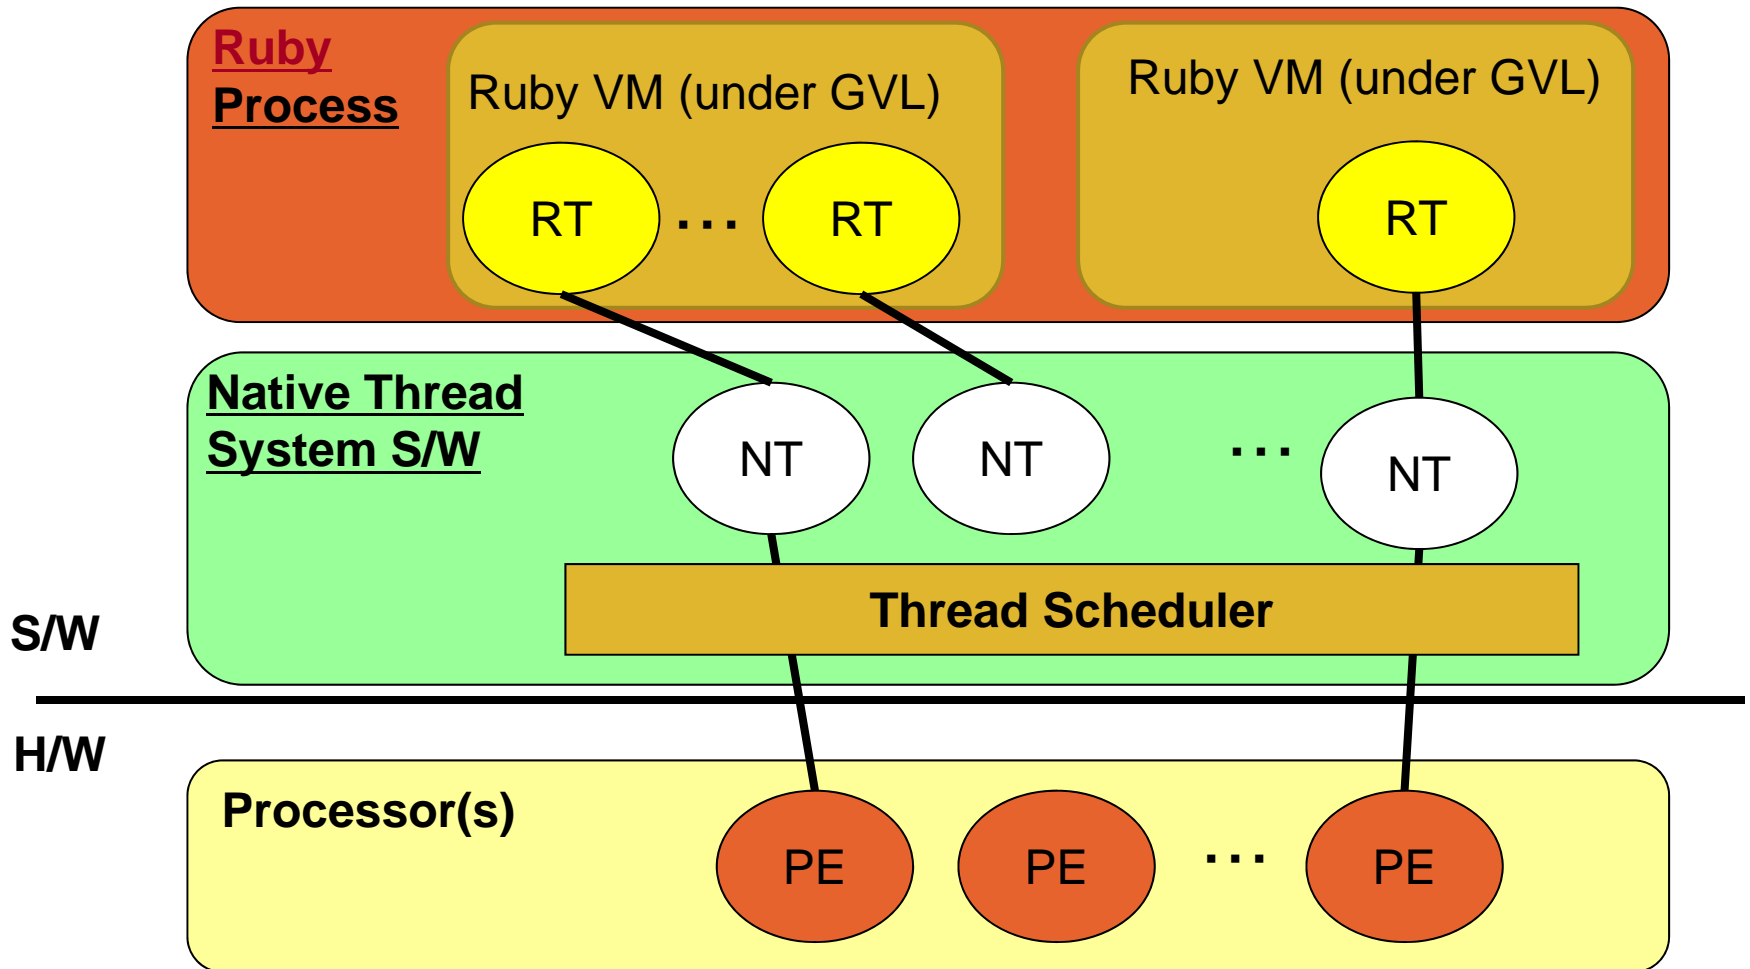 Ruby
Process
Ruby VM (under GVL)
Ruby VM (under GVL)
RT
...
RT
RT
Native Thread
System S/W
NT
NT
...
NT
Thread Scheduler
S/W
H/W
Processor(s)
PE
PE
...
PE